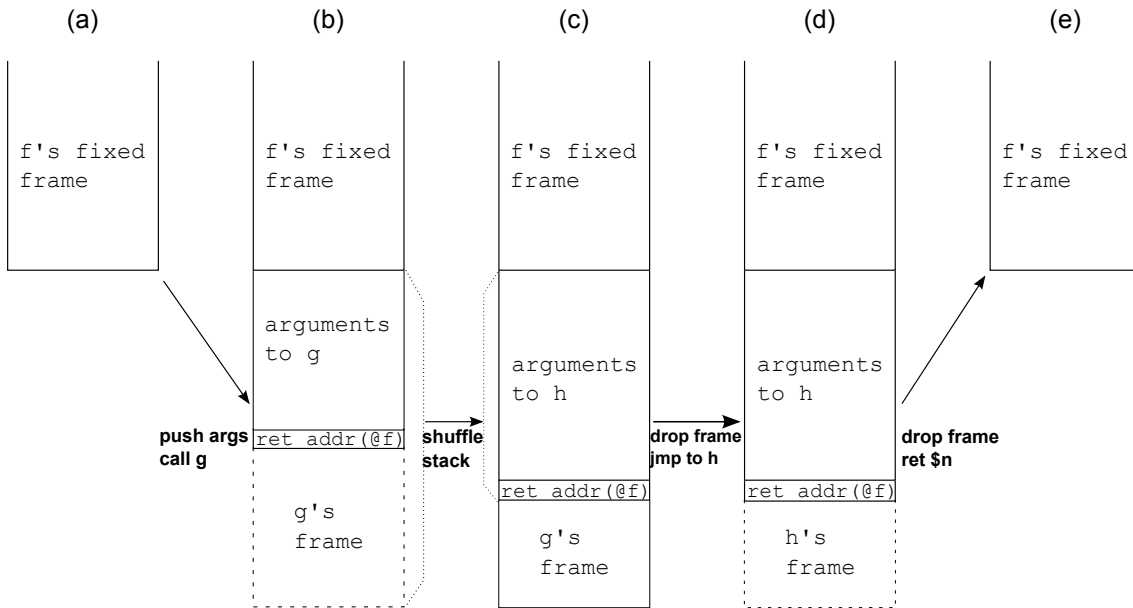 (a)
(b)
(c)
(d)
(e)
f's fixed
frame
f's fixed
frame
f's fixed
frame
f's fixed
frame
f's fixed
frame
arguments
to g
arguments
to h
arguments
to h
push args
call g
ret addr(@f)
shuffle
stack
drop frame
jmp to h
drop frame
ret $n
ret addr(@f)
ret addr(@f)
g's
frame
g's
frame
h's
frame